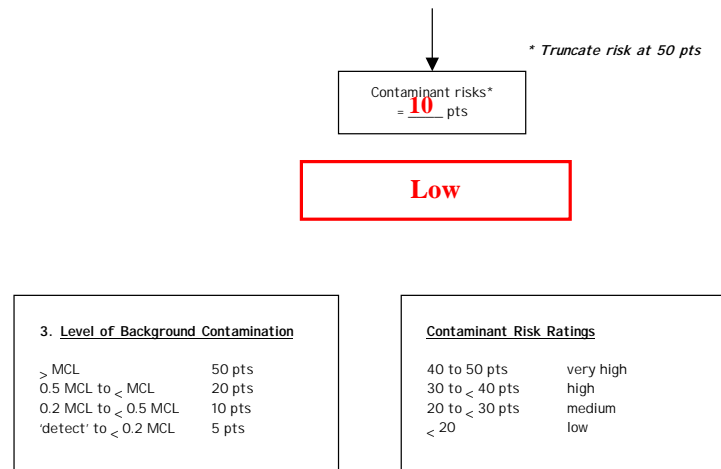 * Truncate risk at 50 pts
Contaminant risks*
= 10 pts
Low
3. Level of Background Contamination
> MCL 50 pts
0.5 MCL to < MCL 20 pts
0.2 MCL to < 0.5 MCL 10 pts
'detect' to < 0.2 MCL 5 pts
Contaminant Risk Ratings
40 to 50 pts very high
30 to < 40 pts high
20 to < 30 pts medium
< 20 low